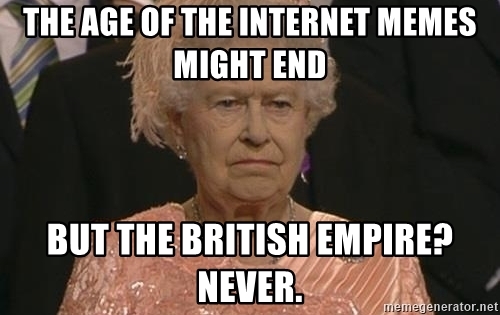 THE AGE OF THE INTERNET MEMES
MIGHT END
BUT THE BRITISH EMPIRE?
NEVER.
memegenerator.net